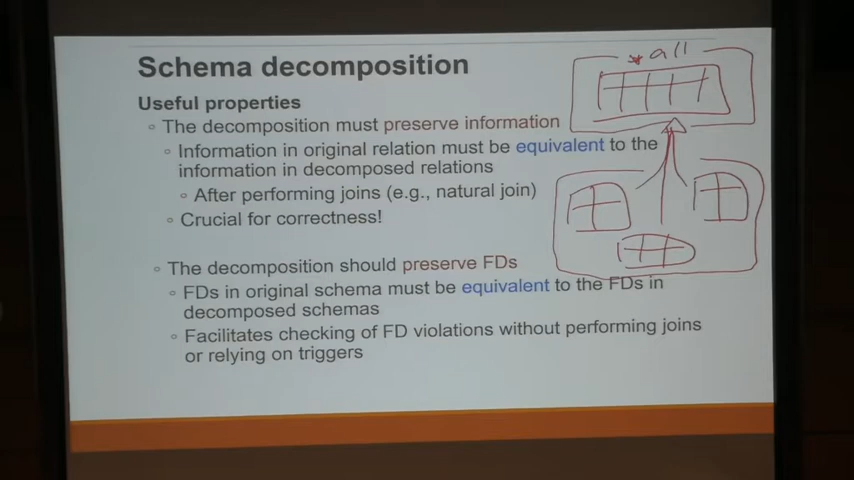 Schema decomposition
*all
Useful properties
The decomposition must preserve information
Information in original relation must be equivalent to the
information in decomposed relations
After performing joins (e.g., natural join)
Crucial for correctness!
The decomposition should preserve FDs
FDs in original schema must be equivalent to the FDs in
decomposed schemas
Facilitates checking of FD violations without performing joins
or relying on triggers